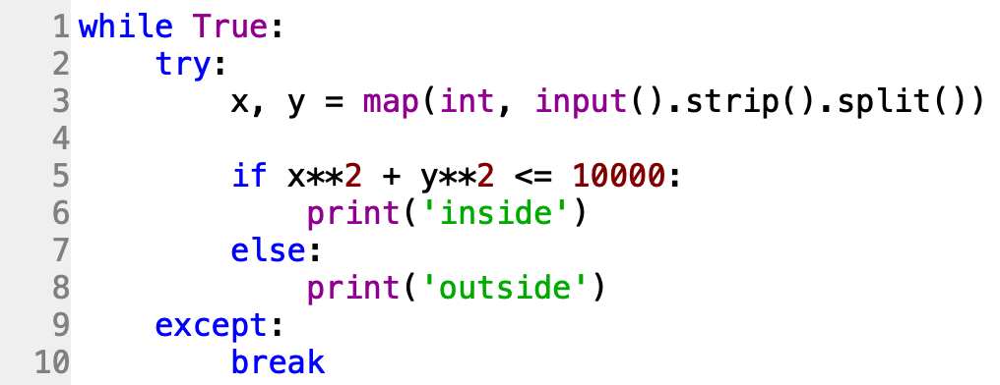 1 while True:
2     try:
3         x, y = map(int, input().strip().split())
4
5         if x**2 + y**2 <= 10000:
6             print('inside')
7         else:
8             print('outside')
9     except:
10         break